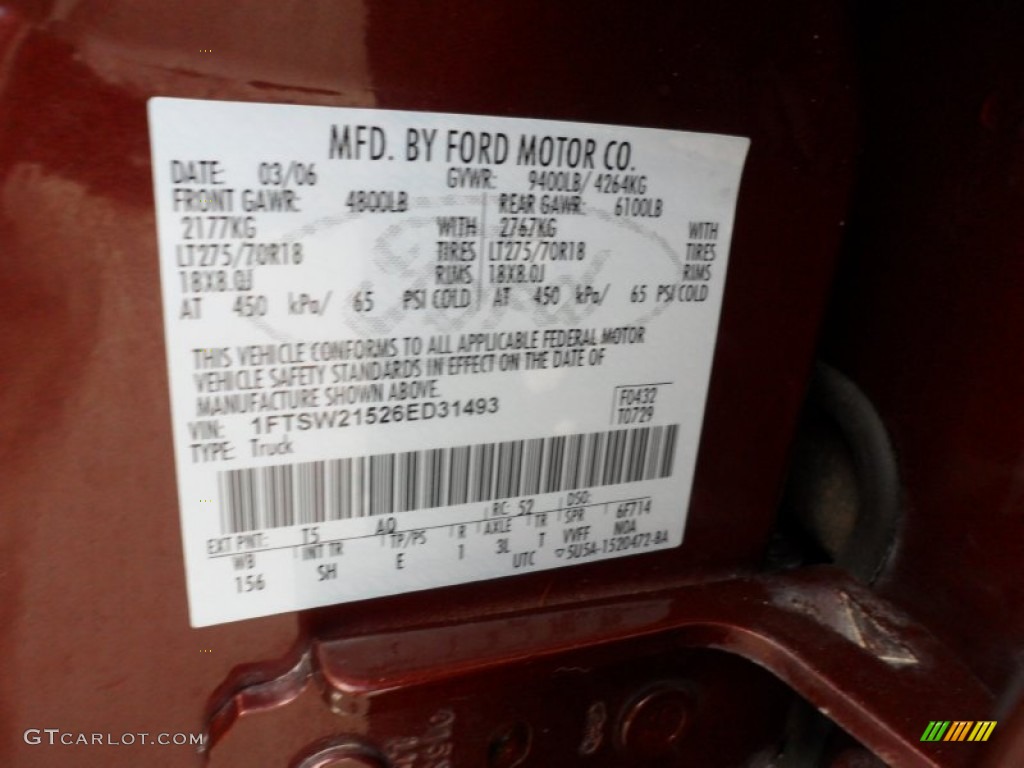 MFD. BY FORD MOTOR CO.
DATE: 03/06 GVWR: 9400LB/ 4264KG
FRONT GAWR: 4800LB REAR GAWR: 6100LB
2177KG WITH 2767KG WITH
LT275/70R18 TIRES LT275/70R18 TIRES
18X8.0J RIMS 18X8.0J RIMS
AT 450 kPa/ 65 PSI COLD AT 450 kPa/ 65 PSI COLD
THIS VEHICLE CONFORMS TO ALL APPLICABLE FEDERAL MOTOR
VEHICLE SAFETY STANDARDS IN EFFECT ON THE DATE OF
MANUFACTURE SHOWN ABOVE.
VIN: 1FTSW21526ED31493 F0432
TYPE: Truck T0729
EXT PNT: T5 AQ RC: 52 DSO:
WB INT TR TP/PS R AXLE TR SPR 6F714
156 SH E 1 3L T VVFF NOA
UTC 5U5A-1520472-BA
GTCARLOT.COM